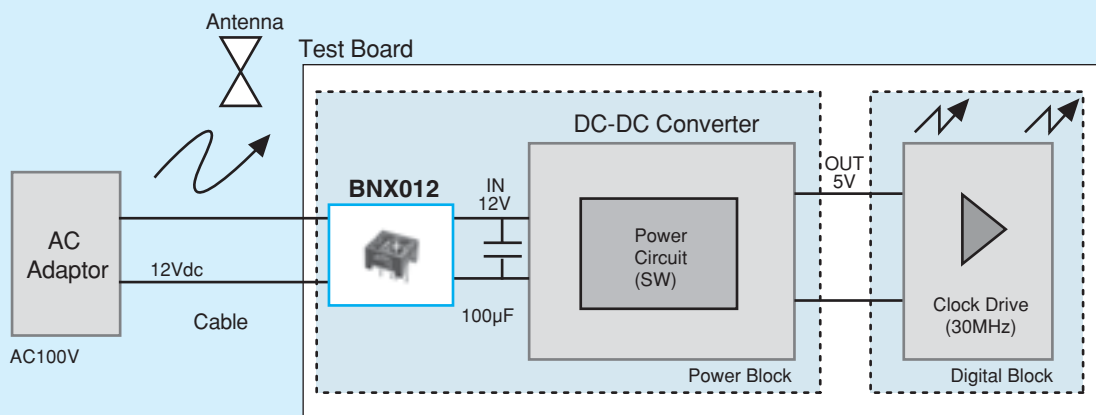 Antenna
Test Board
DC-DC Converter
BNX012
IN
12V
OUT
5V
AC
Adaptor
12Vdc
Cable
AC100V
100µF
Power
Circuit
(SW)
Power Block
Clock Drive
(30MHz)
Digital Block